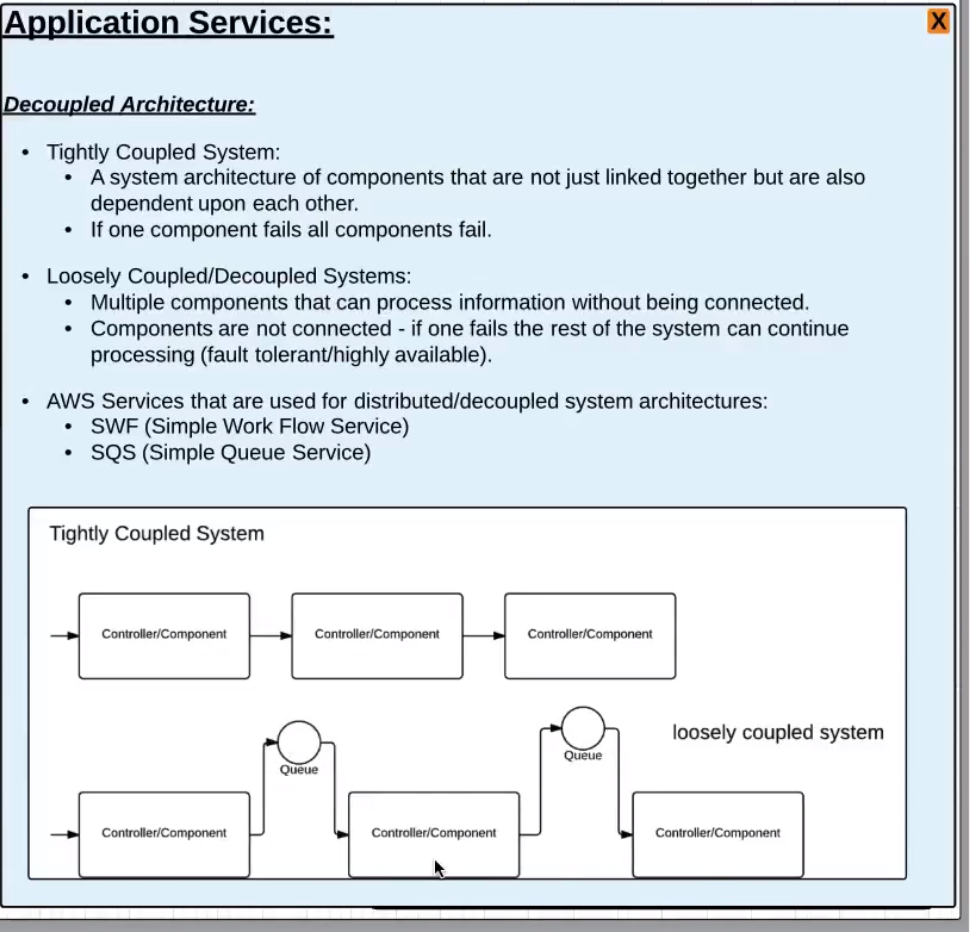 Application Services:
X
Decoupled Architecture:
• Tightly Coupled System:
• A system architecture of components that are not just linked together but are also
dependent upon each other.
• If one component fails all components fail.
• Loosely Coupled/Decoupled Systems:
• Multiple components that can process information without being connected.
• Components are not connected - if one fails the rest of the system can continue
processing (fault tolerant/highly available).
• AWS Services that are used for distributed/decoupled system architectures:
• SWF (Simple Work Flow Service)
• SQS (Simple Queue Service)
Tightly Coupled System
Controller/Component
Controller/Component
Controller/Component
loosely coupled system
Queue
Queue
Controller/Component
Controller/Component
Controller/Component